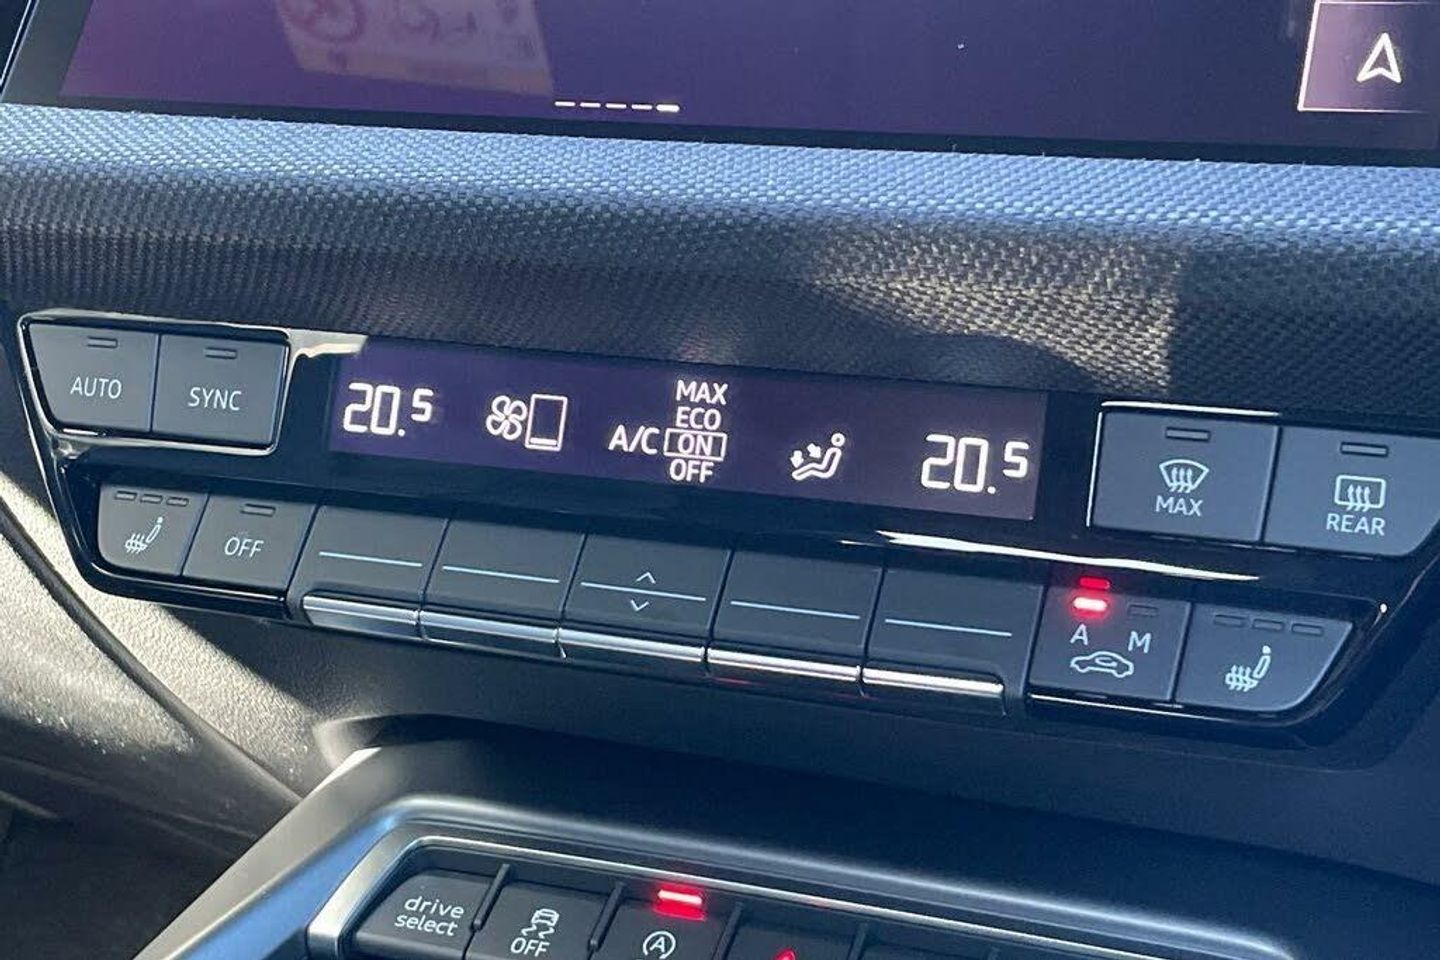 AUTO
SYNC
20.5
A/C
MAX
ECO
ON
OFF
20.5
MAX
REAR
OFF
A
M
drive
select
OFF
A